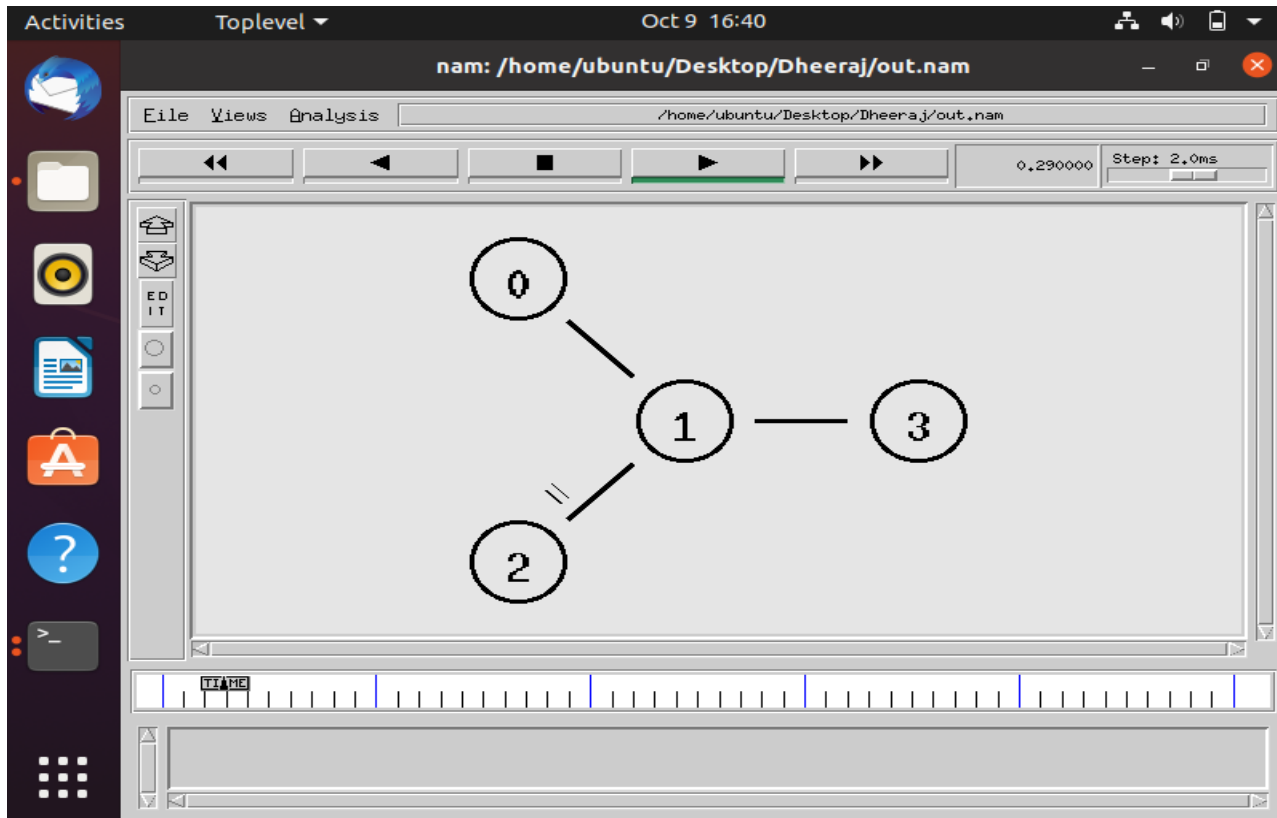 Activities Toplevel Oct 9 16:40
nam: /home/ubuntu/Desktop/Dheeraj/out.nam
Eile Views Analysis /home/ubuntu/Desktop/Dheeraj/out.nam
0.290000 Step: 2.0ms
ED
IT
0
1 3
2
TIME